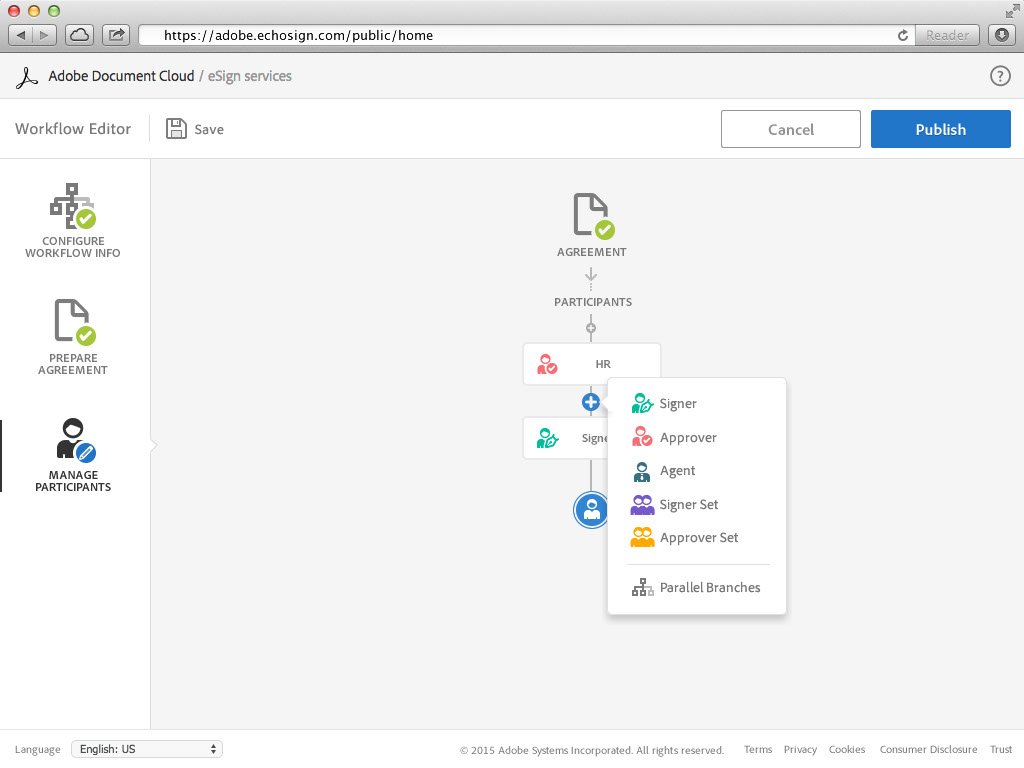 https://adobe.echosign.com/public/home
Reader
Adobe Document Cloud / eSign services
?
Workflow Editor
Save
Cancel
Publish
CONFIGURE
WORKFLOW INFO
PREPARE
AGREEMENT
MANAGE
PARTICIPANTS
AGREEMENT
PARTICIPANTS
HR
Signe
Signer
Approver
Agent
Signer Set
Approver Set
Parallel Branches
Language
English: US
© 2015 Adobe Systems Incorporated. All rights reserved.
Terms
Privacy
Cookies
Consumer Disclosure
Trust